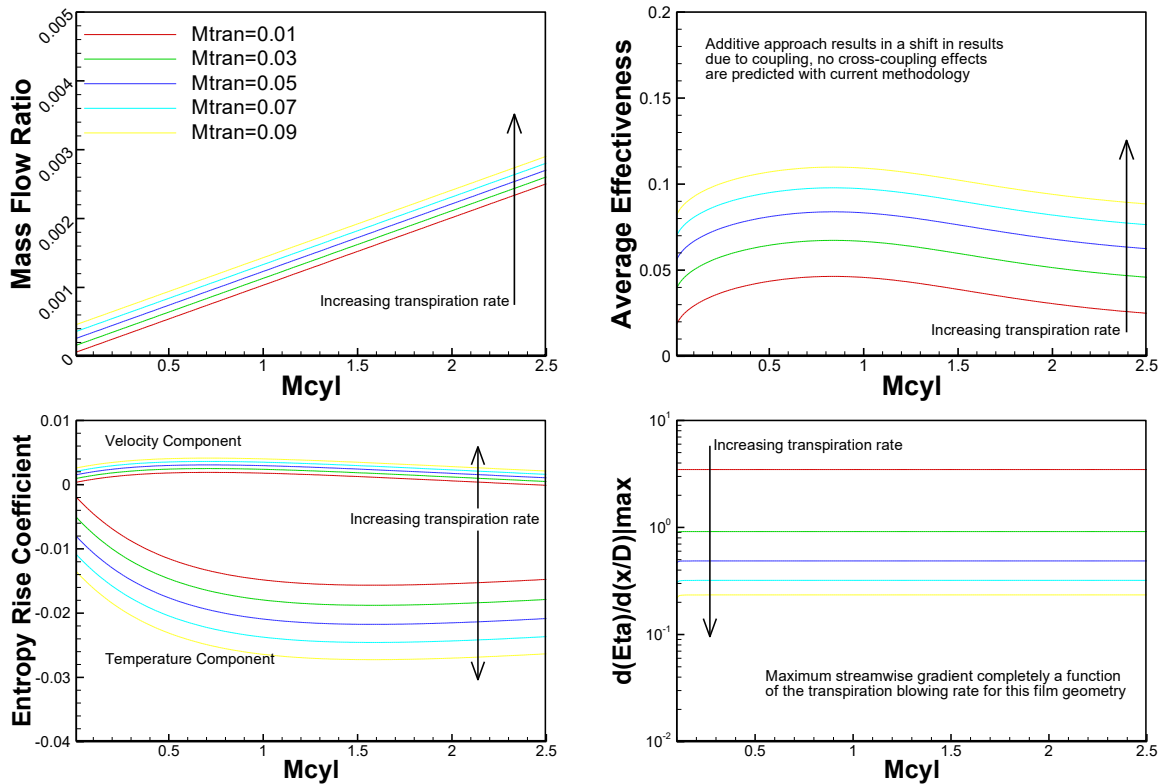 0.005
0.004
0.003
0.002
0.001
0
Mass Flow Ratio
Mtran=0.01
Mtran=0.03
Mtran=0.05
Mtran=0.07
Mtran=0.09
Increasing transpiration rate
0.5
1
1.5
2
2.5
Mcyl
0.2
0.15
0.1
0.05
0
Average Effectiveness
Additive approach results in a shift in results
due to coupling, no cross-coupling effects
are predicted with current methodology
Increasing transpiration rate
0.5
1
1.5
2
2.5
Mcyl
0.01
0
-0.01
-0.02
-0.03
-0.04
Entropy Rise Coefficient
Velocity Component
Increasing transpiration rate
Temperature Component
0.5
1
1.5
2
2.5
Mcyl
10^1
10^0
10^-1
10^-2
d(Eta)/d(x/D)|max
Increasing transpiration rate
Maximum streamwise gradient completely a function
of the transpiration blowing rate for this film geometry
0.5
1
1.5
2
2.5
Mcyl